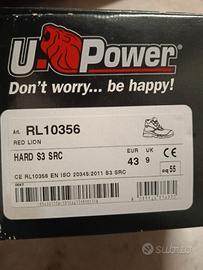 U Power
Don't worry... be happy!
Art. RL10356
RED LION
HARD S3 SRC
EUR UK
43 9
CE
CE RL10356 EN ISO 20345:2011 S3 SRC
Subito